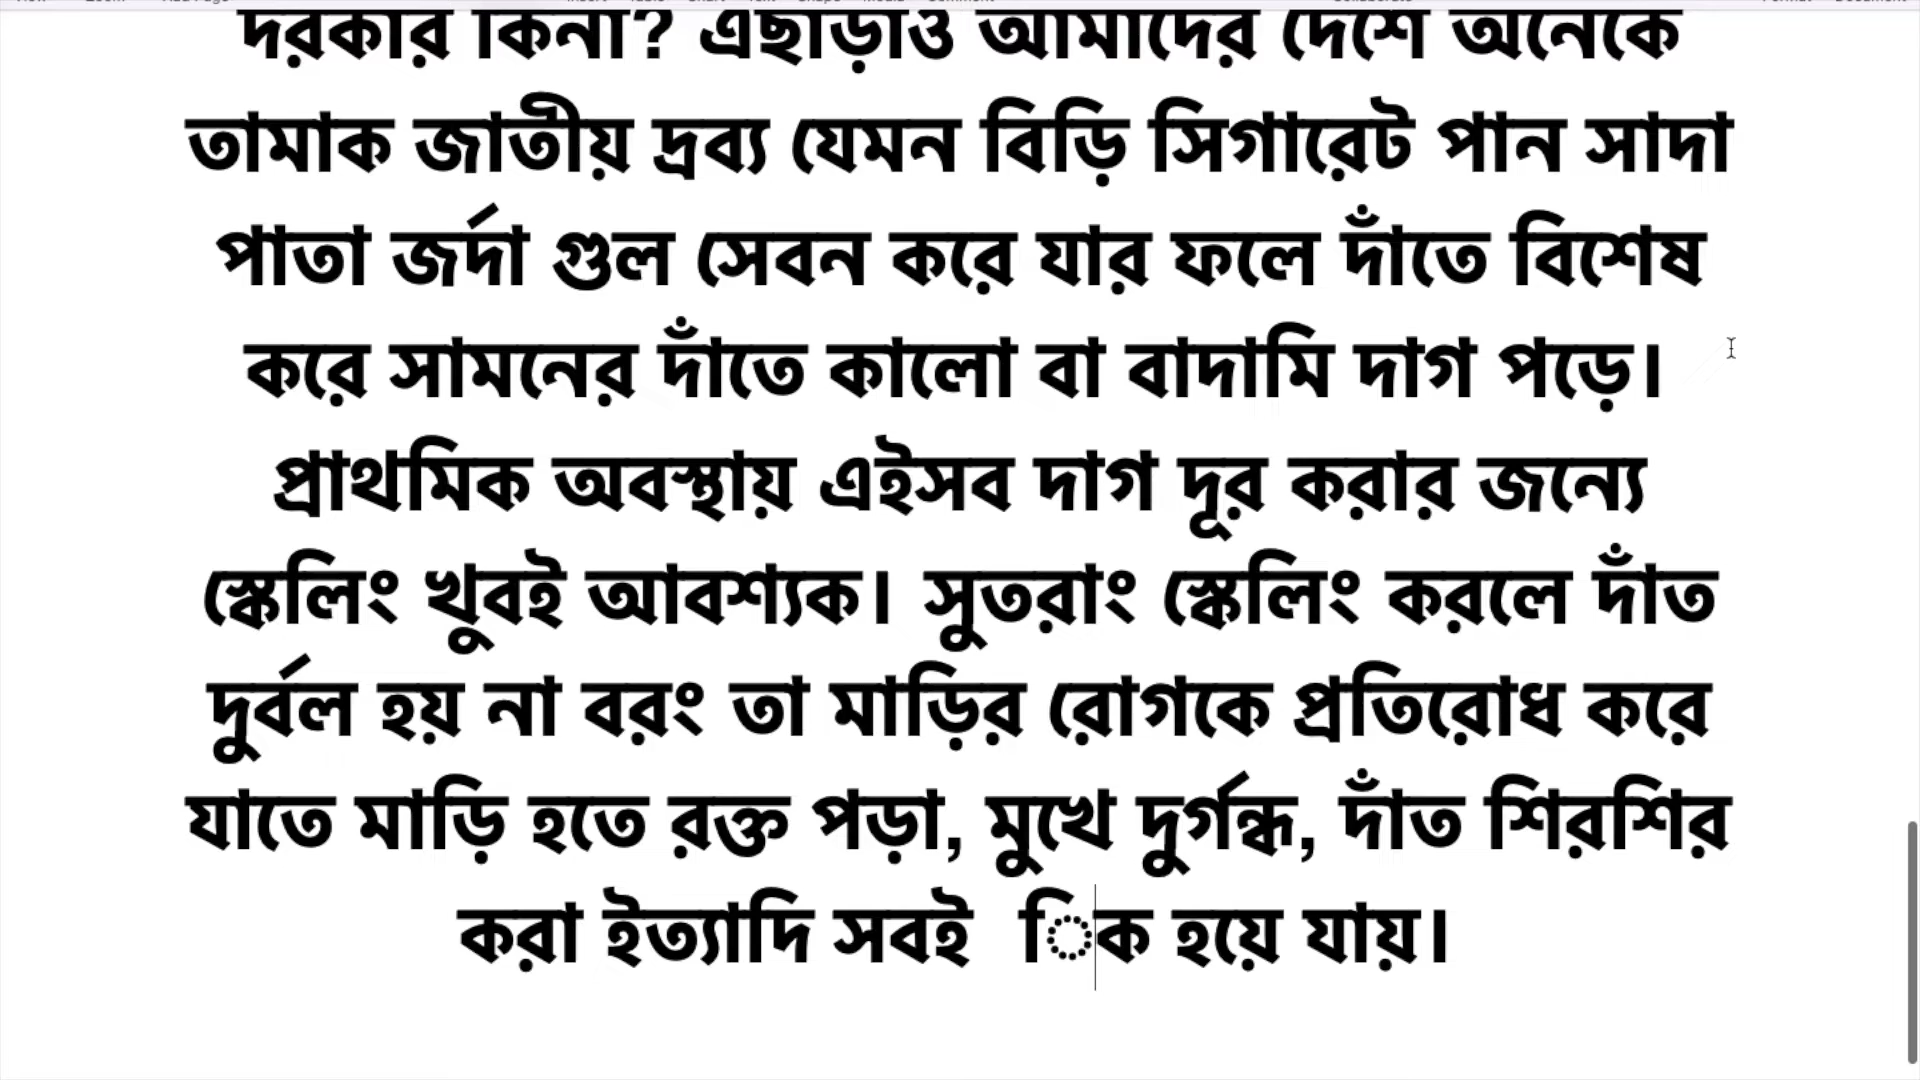 দরকার কিনা? এছাড়াও আমাদের দেশে অনেকে
তামাক জাতীয় দ্রব্য যেমন বিড়ি সিগারেট পান সাদা
পাতা জর্দা গুল সেবন করে যার ফলে দাঁতে বিশেষ
করে সামনের দাঁতে কালো বা বাদামি দাগ পড়ে।
প্রাথমিক অবস্থায় এইসব দাগ দূর করার জন্যে
স্কেলিং খুবই আবশ্যক। সুতরাং স্কেলিং করলে দাঁত
দুর্বল হয় না বরং তা মাড়ির রোগকে প্রতিরোধ করে
যাতে মাড়ি হতে রক্ত পড়া, মুখে দুর্গন্ধ, দাঁত শিরশির
করা ইত্যাদি সবই  িক হয়ে যায়।